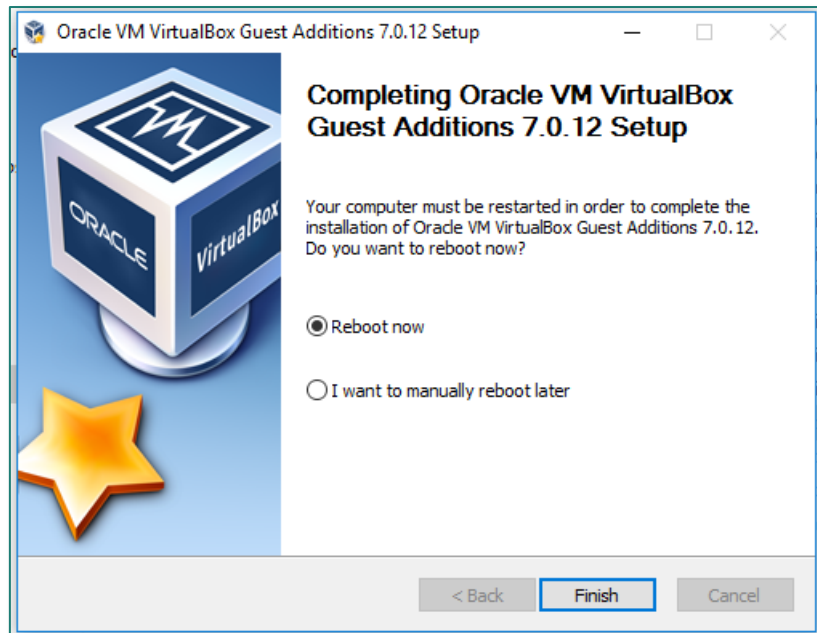 Oracle VM VirtualBox Guest Additions 7.0.12 Setup
Completing Oracle VM VirtualBox
Guest Additions 7.0.12 Setup
Your computer must be restarted in order to complete the
installation of Oracle VM VirtualBox Guest Additions 7.0.12.
Do you want to reboot now?
Reboot now
I want to manually reboot later
ORACLE
VirtualBox
< Back
Finish
Cancel